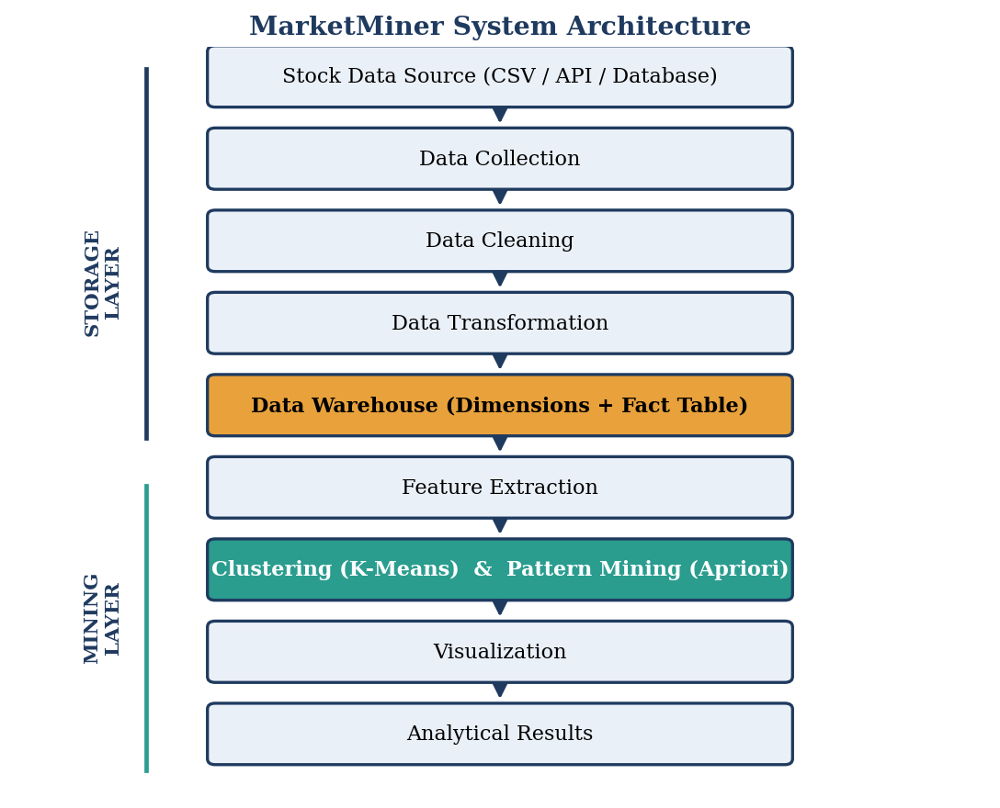 MarketMiner System Architecture
Stock Data Source (CSV / API / Database)
Data Collection
Data Cleaning
Data Transformation
Data Warehouse (Dimensions + Fact Table)
Feature Extraction
Clustering (K-Means)  &  Pattern Mining (Apriori)
Visualization
Analytical Results
STORAGE
LAYER
MINING
LAYER